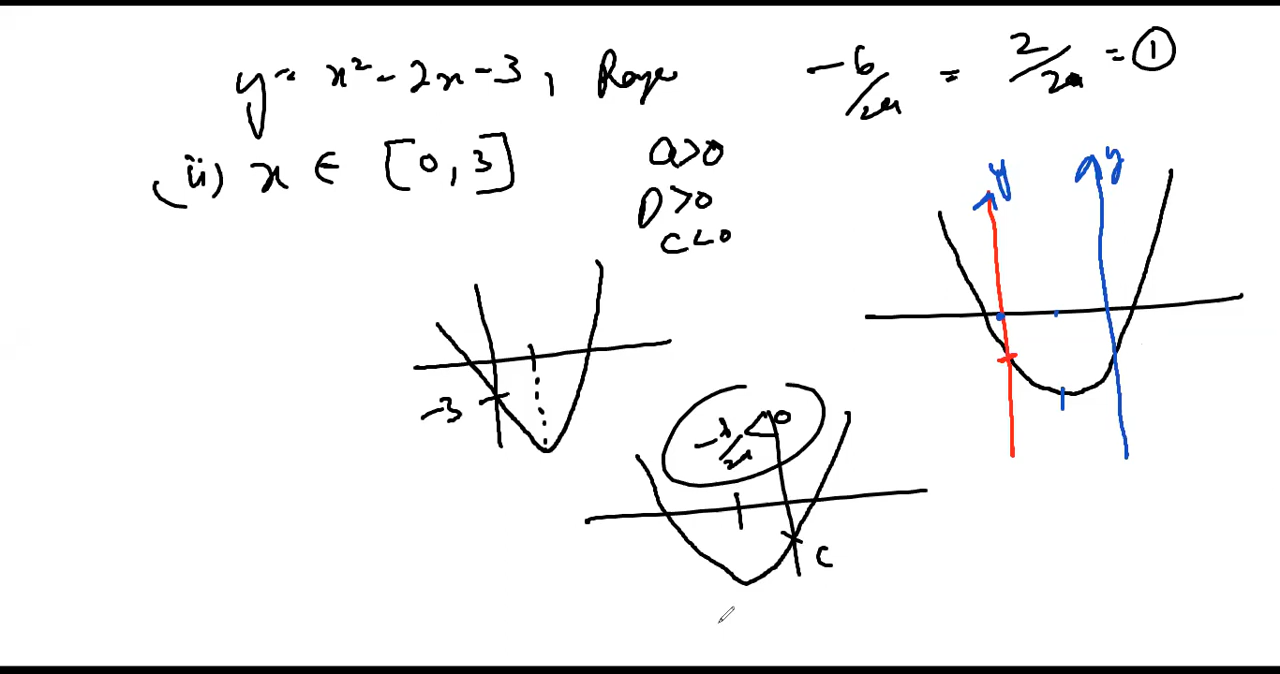 y = x² - 2x - 3, Range
-b/2a = 2/2a = ①
(ii) x ∈ [0, 3]
a>0
D>0
c<0
y
y
-3
-b/2a < 0
c